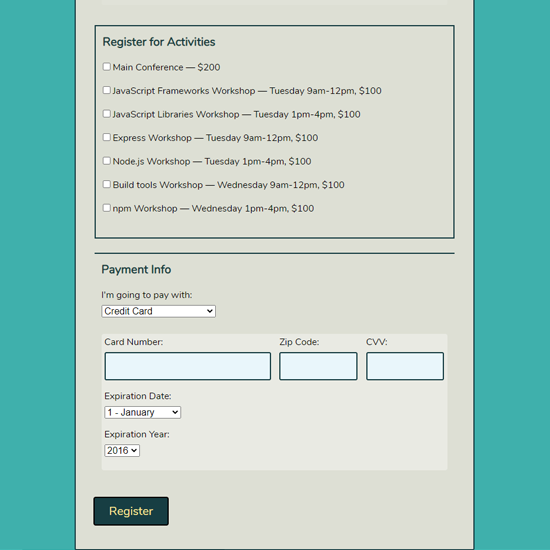 Register for Activities
Main Conference — $200
JavaScript Frameworks Workshop — Tuesday 9am-12pm, $100
JavaScript Libraries Workshop — Tuesday 1pm-4pm, $100
Express Workshop — Tuesday 9am-12pm, $100
Node.js Workshop — Tuesday 1pm-4pm, $100
Build tools Workshop — Wednesday 9am-12pm, $100
npm Workshop — Wednesday 1pm-4pm, $100
Payment Info
I'm going to pay with:
Credit Card
Card Number: Zip Code: CVV:
Expiration Date:
1 - January
Expiration Year:
2016
Register